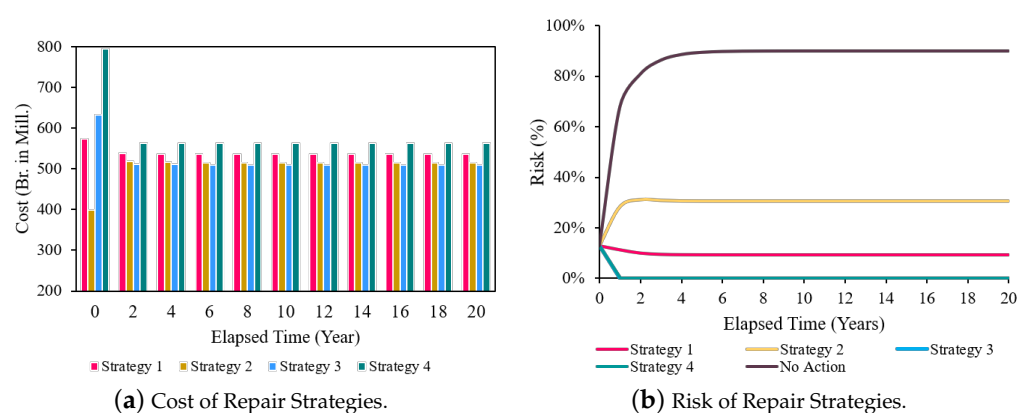 800
700
600
500
400
300
200
Cost (Br. in Mill.)
0 2 4 6 8 10 12 14 16 18 20
Elapsed Time (Year)
Strategy 1 Strategy 2 Strategy 3 Strategy 4
(a) Cost of Repair Strategies.
100%
80%
60%
40%
20%
0%
Risk (%)
0 2 4 6 8 10 12 14 16 18 20
Elapsed Time (Years)
Strategy 1 Strategy 2 Strategy 3
Strategy 4 No Action
(b) Risk of Repair Strategies.